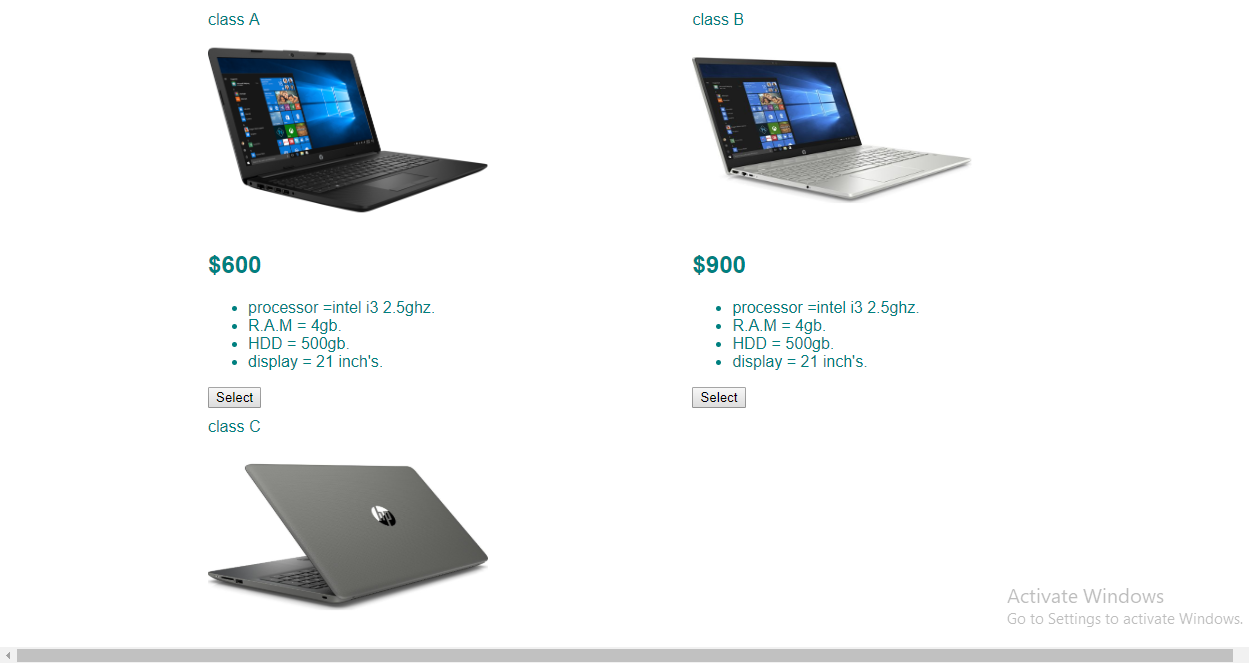 class A
class B
$600
processor =intel i3 2.5ghz.
R.A.M = 4gb.
HDD = 500gb.
display = 21 inch's.
Select
$900
processor =intel i3 2.5ghz.
R.A.M = 4gb.
HDD = 500gb.
display = 21 inch's.
Select
class C
hp
Activate Windows
Go to Settings to activate Windows.